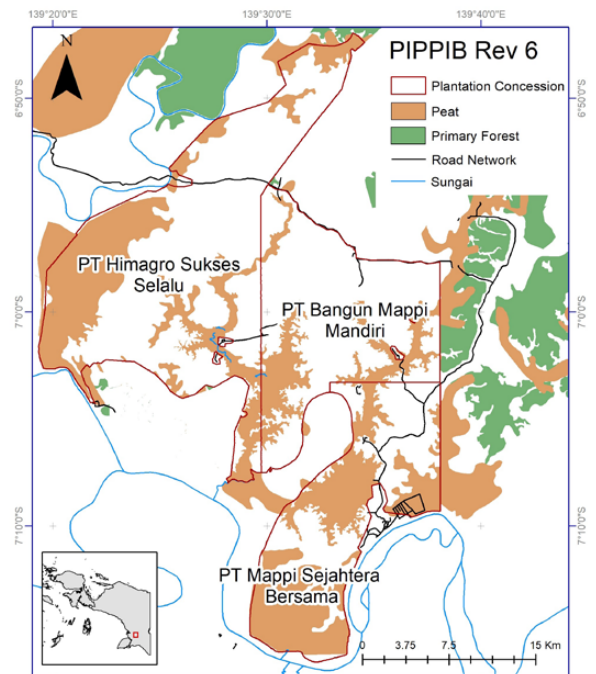 139°20'0"E
139°30'0"E
139°40'0"E
N
PIPPIB Rev 6
Plantation Concession
Peat
Primary Forest
Road Network
Sungai
6°50'0"S
6°50'0"S
PT Himagro Sukses
Selalu
PT Bangun Mappi
Mandiri
7°0'0"S
7°0'0"S
7°10'0"S
7°10'0"S
PT Mappi Sejahtera
Bersama
0 3.75 7.5 15 Km